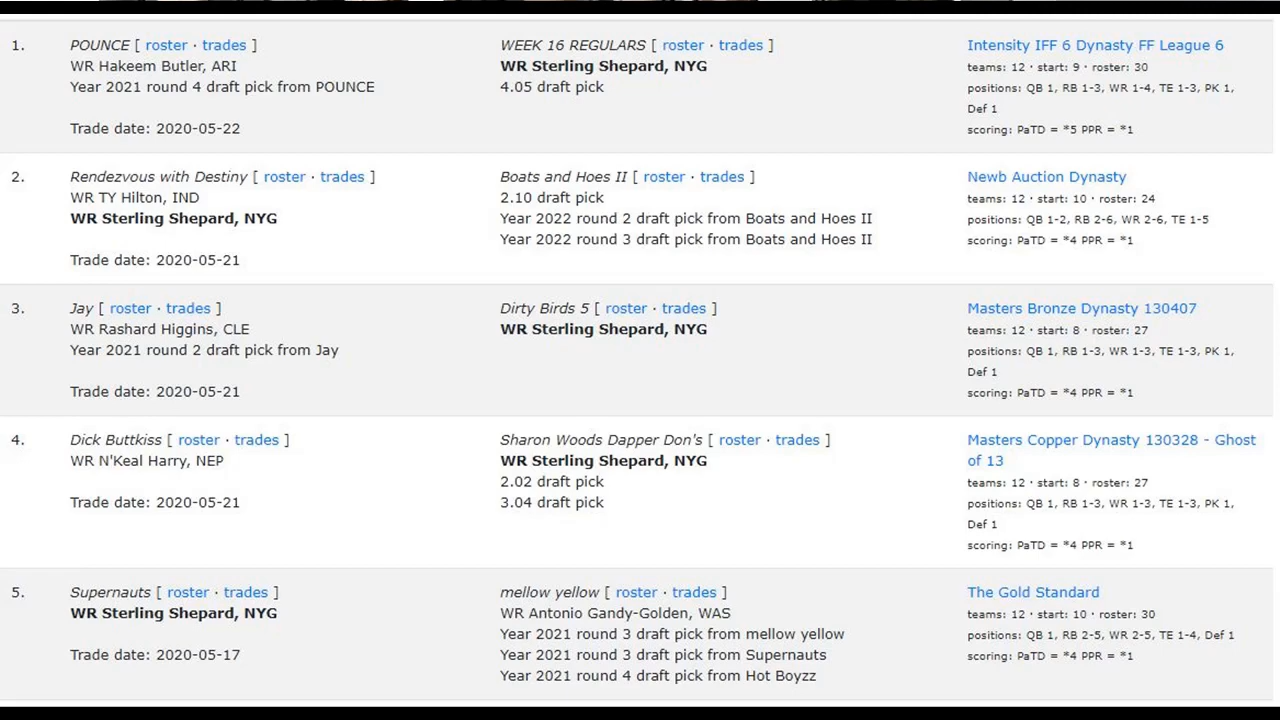 1.
POUNCE [ roster · trades ]
WR Hakeem Butler, ARI
Year 2021 round 4 draft pick from POUNCE
Trade date: 2020-05-22
WEEK 16 REGULARS [ roster · trades ]
WR Sterling Shepard, NYG
4.05 draft pick
Intensity IFF 6 Dynasty FF League 6
teams: 12 · start: 9 · roster: 30
positions: QB 1, RB 1-3, WR 1-4, TE 1-3, PK 1,
Def 1
scoring: PaTD = *5 PPR = *1
2.
Rendezvous with Destiny [ roster · trades ]
WR TY Hilton, IND
WR Sterling Shepard, NYG
Trade date: 2020-05-21
Boats and Hoes II [ roster · trades ]
2.10 draft pick
Year 2022 round 2 draft pick from Boats and Hoes II
Year 2022 round 3 draft pick from Boats and Hoes II
Newb Auction Dynasty
teams: 12 · start: 10 · roster: 24
positions: QB 1-2, RB 2-6, WR 2-6, TE 1-5
scoring: PaTD = *4 PPR = *1
3.
Jay [ roster · trades ]
WR Rashard Higgins, CLE
Year 2021 round 2 draft pick from Jay
Trade date: 2020-05-21
Dirty Birds 5 [ roster · trades ]
WR Sterling Shepard, NYG
Masters Bronze Dynasty 130407
teams: 12 · start: 8 · roster: 27
positions: QB 1, RB 1-3, WR 1-3, TE 1-3, PK 1,
Def 1
scoring: PaTD = *4 PPR = *1
4.
Dick Buttkiss [ roster · trades ]
WR N'Keal Harry, NEP
Trade date: 2020-05-21
Sharon Woods Dapper Don's [ roster · trades ]
WR Sterling Shepard, NYG
2.02 draft pick
3.04 draft pick
Masters Copper Dynasty 130328 - Ghost
of 13
teams: 12 · start: 8 · roster: 27
positions: QB 1, RB 1-3, WR 1-3, TE 1-3, PK 1,
Def 1
scoring: PaTD = *4 PPR = *1
5.
Supernauts [ roster · trades ]
WR Sterling Shepard, NYG
Trade date: 2020-05-17
mellow yellow [ roster · trades ]
WR Antonio Gandy-Golden, WAS
Year 2021 round 3 draft pick from mellow yellow
Year 2021 round 3 draft pick from Supernauts
Year 2021 round 4 draft pick from Hot Boyzz
The Gold Standard
teams: 12 · start: 10 · roster: 30
positions: QB 1, RB 2-5, WR 2-5, TE 1-4, Def 1
scoring: PaTD = *4 PPR = *1